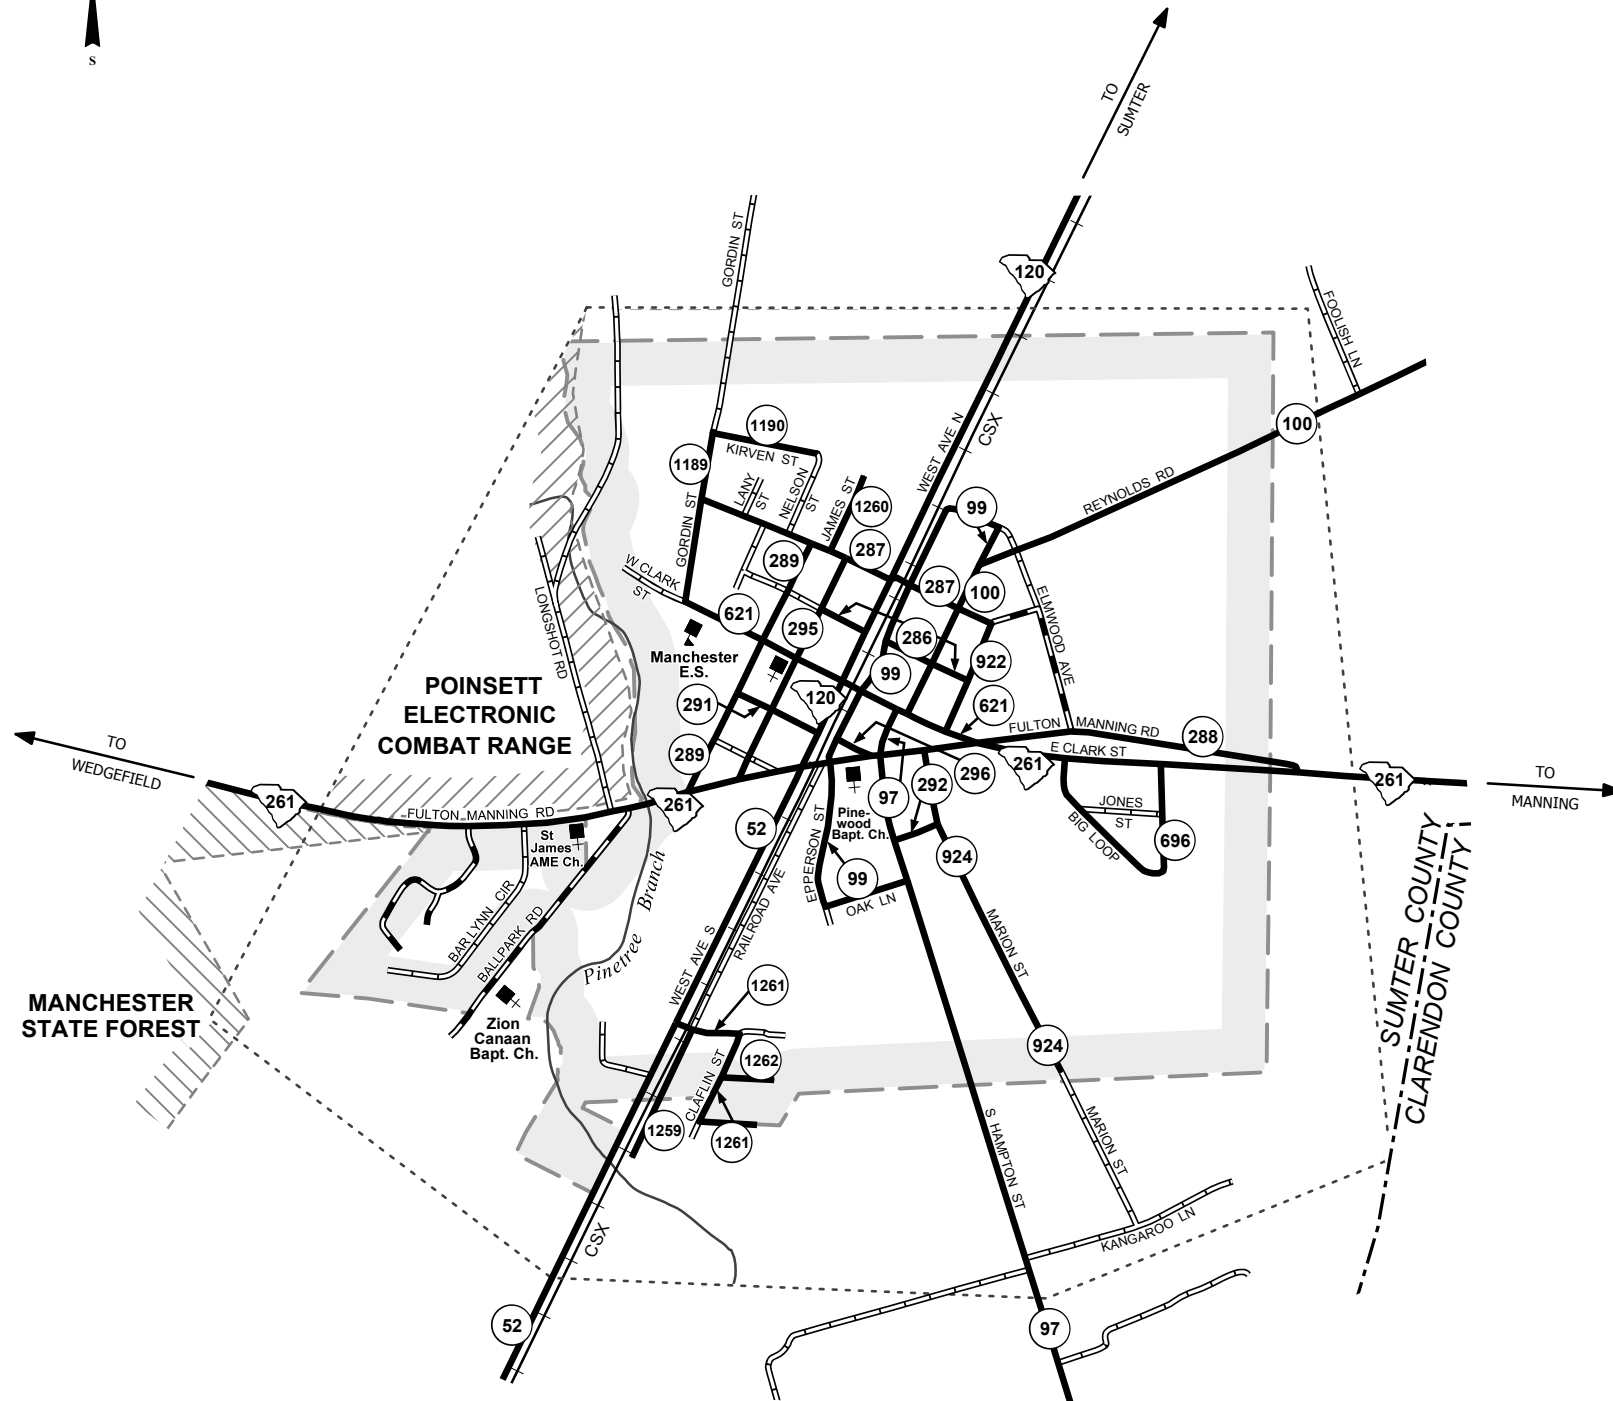 S
TO
SUMTER
120
GORDIN ST
FOOLISH LN
100
REYNOLDS RD
WEST AVE N
CSX
1190
KIRVEN ST
1189
LANY
ST
NELSON
ST
JAMES ST
1260
99
GORDIN ST
287
289
W CLARK
ST
287
100
ELMWOOD AVE
621
295
286
922
LONGSHOT RD
Manchester
E.S.
99
POINSETT
ELECTRONIC
COMBAT RANGE
291
120
621
FULTON MANNING RD
288
E CLARK ST
TO
WEDGEFIELD
289
296
261
261
TO
MANNING
261
FULTON MANNING RD
261
97
292
JONES
ST
BIG LOOP
696
St
James
AME Ch.
52
EPPERSON ST
Pine-
wood
Bapt. Ch.
924
99
OAK LN
BAR LYNN CIR
BALLPARK RD
Pinetree Branch
RAILROAD AVE
WEST AVE S
MARION ST
SUMTER COUNTY
CLARENDON COUNTY
MANCHESTER
STATE FOREST
Zion
Canaan
Bapt. Ch.
1261
924
1262
CLAFLIN ST
1259
1261
S HAMPTON ST
MARION ST
KANGAROO LN
CSX
52
97